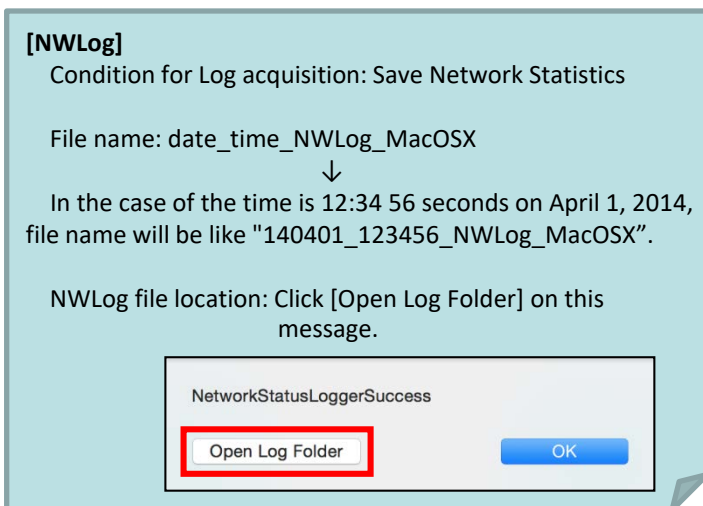 [NWLog]
Condition for Log acquisition: Save Network Statistics
File name: date_time_NWLog_MacOSX
↓
In the case of the time is 12:34 56 seconds on April 1, 2014,
file name will be like "140401_123456_NWLog_MacOSX”.
NWLog file location: Click [Open Log Folder] on this
message.
NetworkStatusLoggerSuccess
Open Log Folder OK